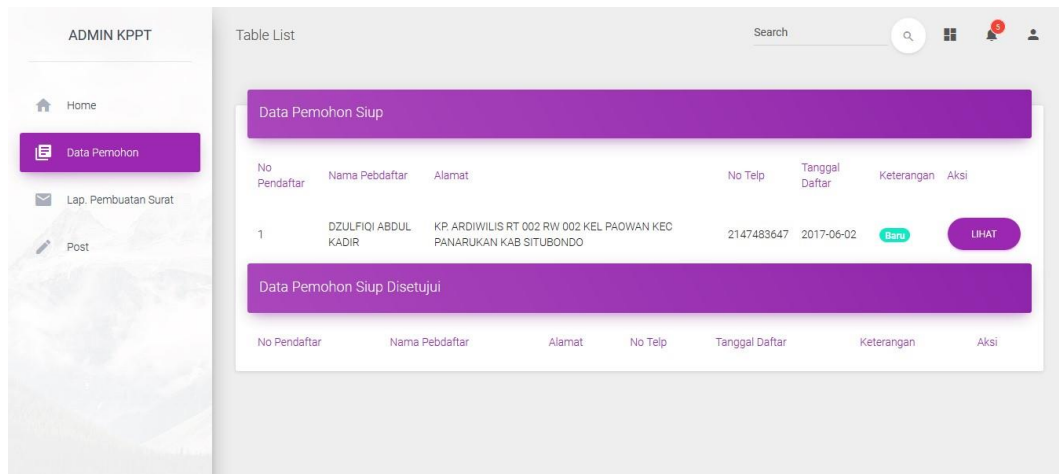 ADMIN KPPT
Table List
Search
5
Home
Data Pemohon
Lap. Pembuatan Surat
Post
Data Pemohon Siup
No Pendaftar Nama Pebdaftar Alamat No Telp Tanggal Daftar Keterangan Aksi
1 DZULFIQI ABDUL KADIR KP. ARDIWILIS RT 002 RW 002 KEL PAOWAN KEC PANARUKAN KAB SITUBONDO 2147483647 2017-06-02 Baru LIHAT
Data Pemohon Siup Disetujui
No Pendaftar Nama Pebdaftar Alamat No Telp Tanggal Daftar Keterangan Aksi